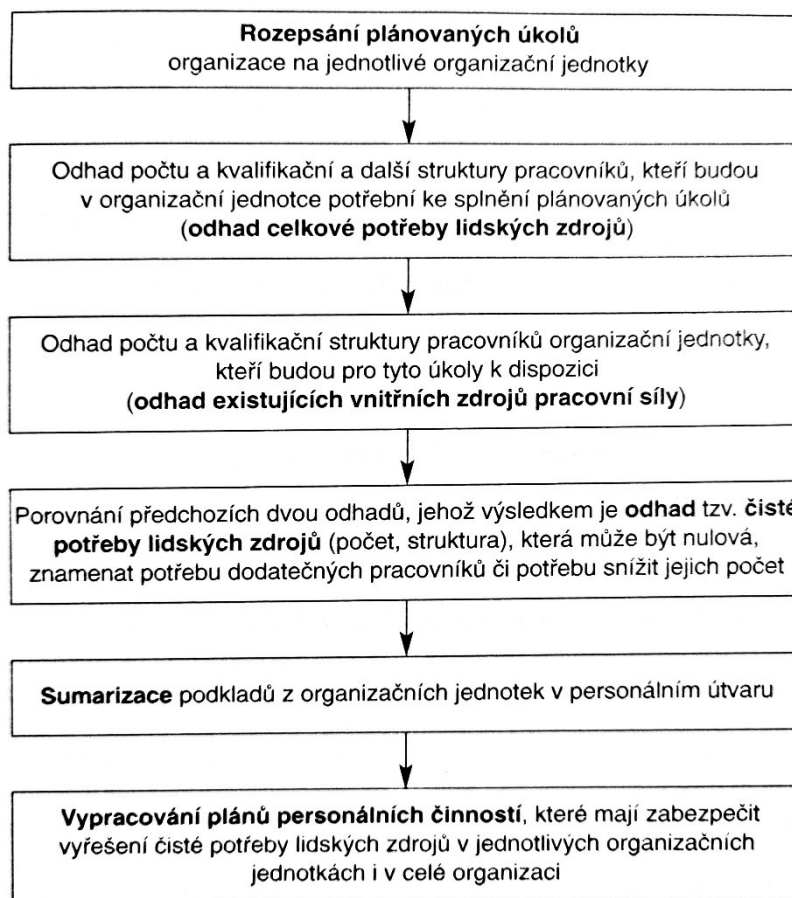 Rozepsání plánovaných úkolů
organizace na jednotlivé organizační jednotky
Odhad počtu a kvalifikační a další struktury pracovníků, kteří budou
v organizační jednotce potřební ke splnění plánovaných úkolů
(odhad celkové potřeby lidských zdrojů)
Odhad počtu a kvalifikační struktury pracovníků organizační jednotky,
kteří budou pro tyto úkoly k dispozici
(odhad existujících vnitřních zdrojů pracovní síly)
Porovnání předchozích dvou odhadů, jehož výsledkem je odhad tzv. čisté
potřeby lidských zdrojů (počet, struktura), která může být nulová,
znamenat potřebu dodatečných pracovníků či potřebu snížit jejich počet
Sumarizace podkladů z organizačních jednotek v personálním útvaru
Vypracování plánů personálních činností, které mají zabezpečit
vyřešení čisté potřeby lidských zdrojů v jednotlivých organizačních
jednotkách i v celé organizaci